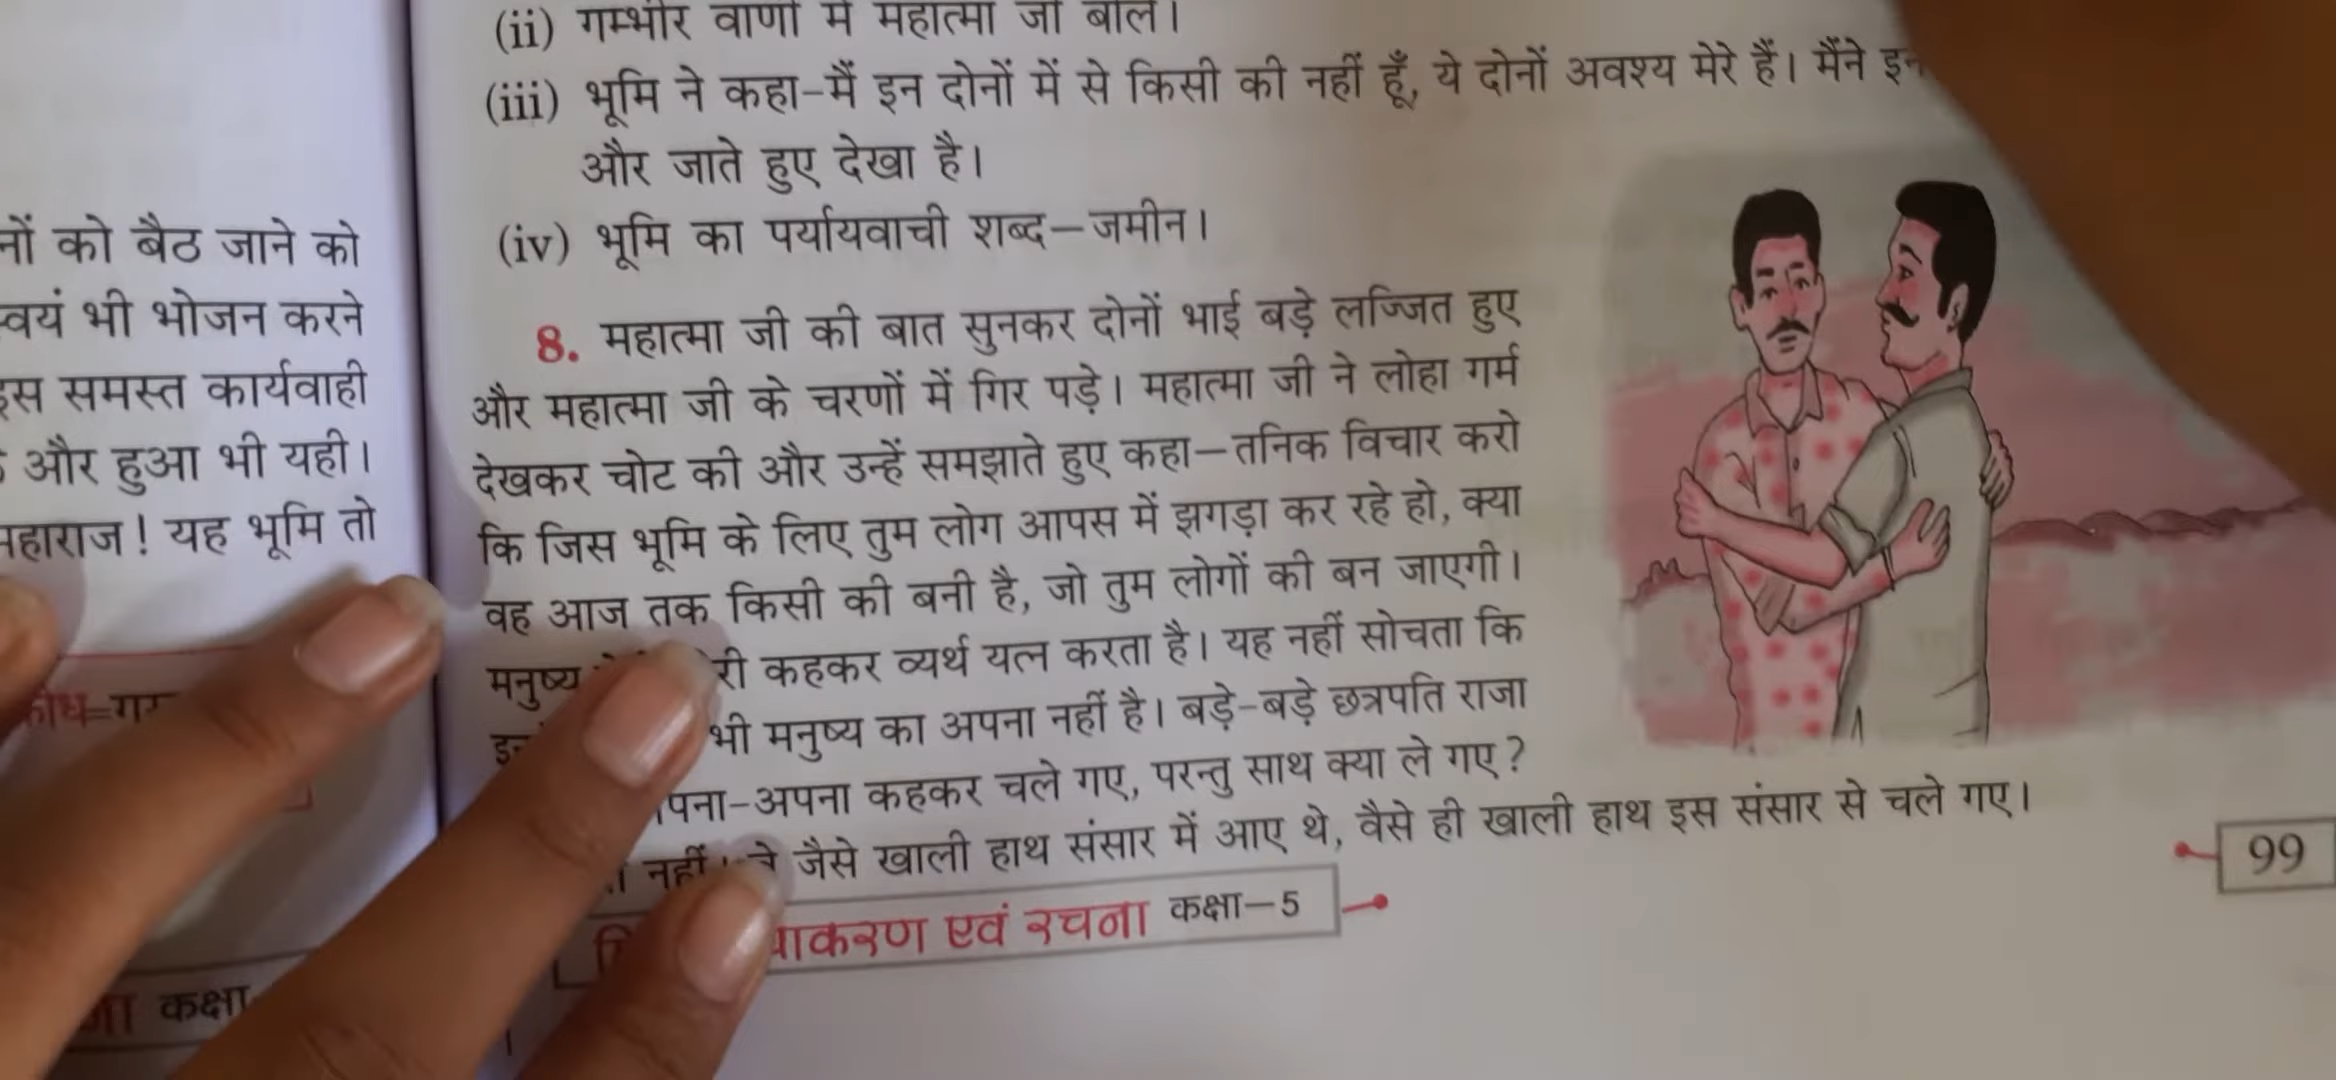 नों को बैठ जाने को
स्वयं भी भोजन करने
इस समस्त कार्यवाही
और हुआ भी यही।
महाराज! यह भूमि तो
कक्षा
(ii) गम्भीर वाणी में महात्मा जी बोले।
(iii) भूमि ने कहा–मैं इन दोनों में से किसी की नहीं हूँ, ये दोनों अवश्य मेरे हैं। मैंने
और जाते हुए देखा है।
(iv) भूमि का पर्यायवाची शब्द–जमीन।
8. महात्मा जी की बात सुनकर दोनों भाई बड़े लज्जित हुए
और महात्मा जी के चरणों में गिर पड़े। महात्मा जी ने लोहा गर्म
देखकर चोट की और उन्हें समझाते हुए कहा–तनिक विचार करो
कि जिस भूमि के लिए तुम लोग आपस में झगड़ा कर रहे हो, क्या
वह आज तक किसी की बनी है, जो तुम लोगों की बन जाएगी।
मनुष्य री कहकर व्यर्थ यत्न करता है। यह नहीं सोचता कि
भी मनुष्य का अपना नहीं है। बड़े-बड़े छत्रपति राजा
पना-अपना कहकर चले गए, परन्तु साथ क्या ले गए?
नहीं। वे जैसे खाली हाथ संसार में आए थे, वैसे ही खाली हाथ इस संसार से चले गए।
याकरण एवं रचना कक्षा–5
99